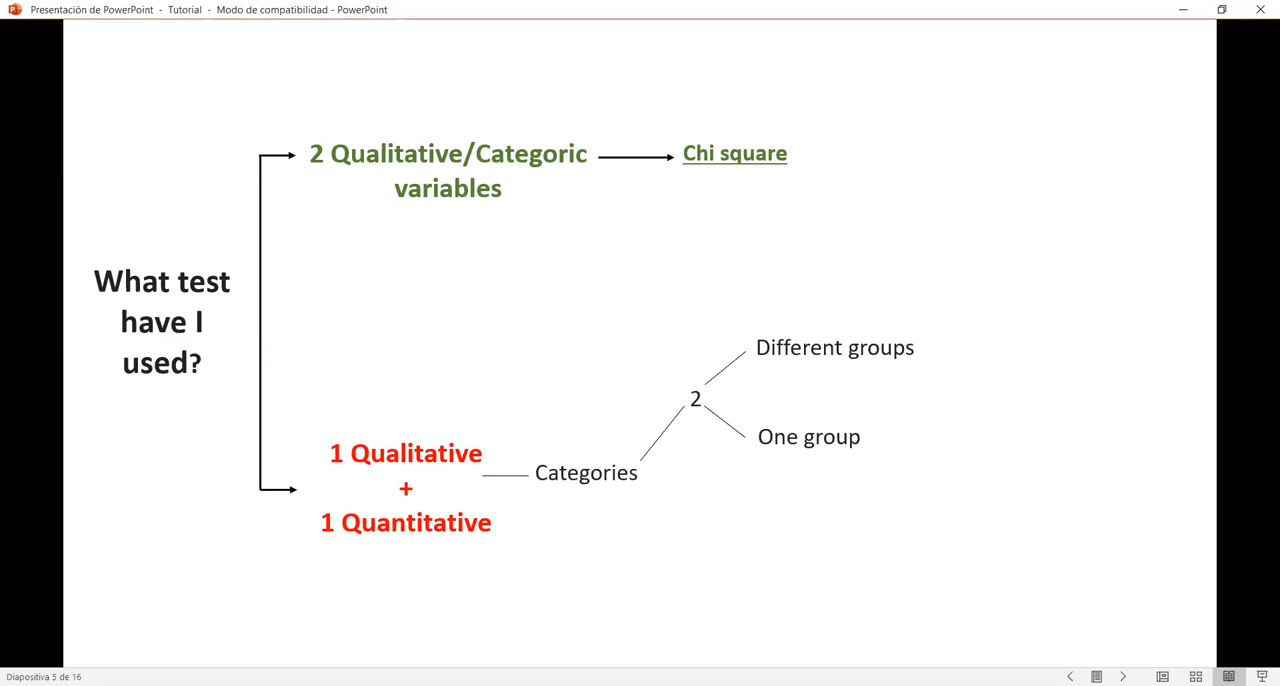 Presentación de PowerPoint - Tutorial - Modo de compatibilidad - PowerPoint
2 Qualitative/Categoric
variables
Chi square
What test
have I
used?
Different groups
2
One group
1 Qualitative
+
1 Quantitative
Categories
Diapositiva 5 de 16